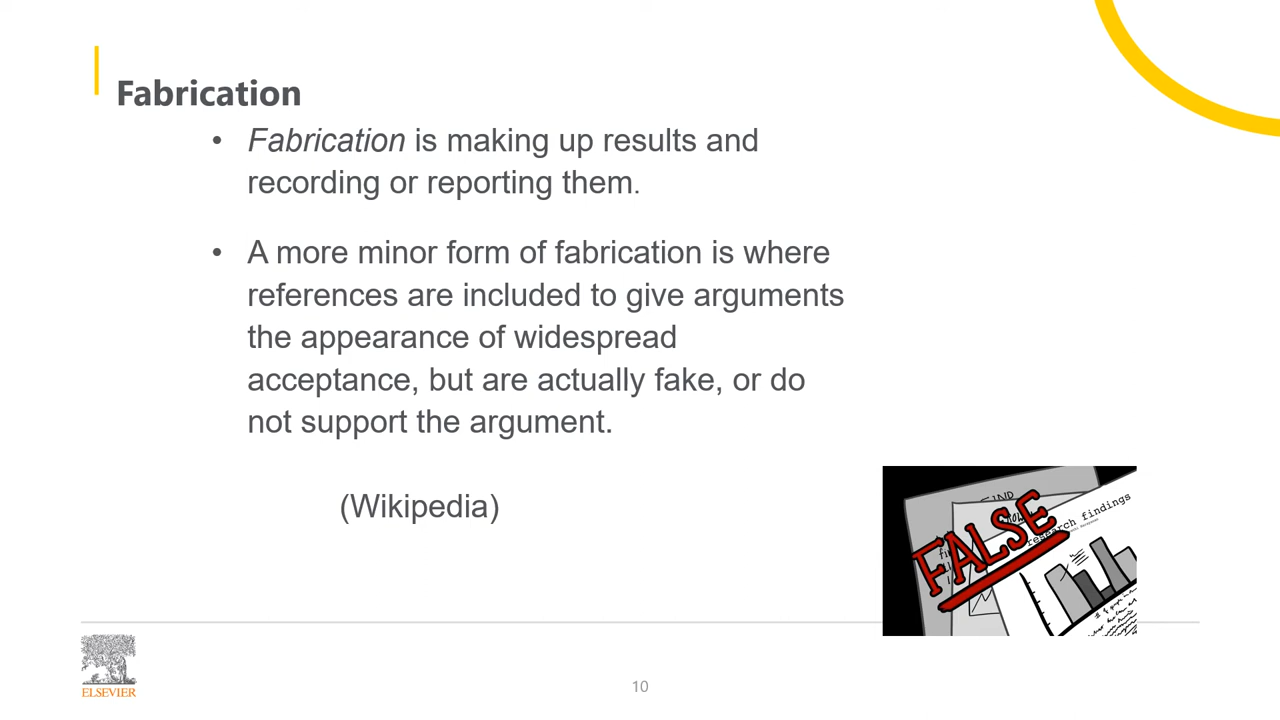 Fabrication
• Fabrication is making up results and
recording or reporting them.
• A more minor form of fabrication is where
references are included to give arguments
the appearance of widespread
acceptance, but are actually fake, or do
not support the argument.
(Wikipedia)
FALSE
research findings
ELSEVIER
10